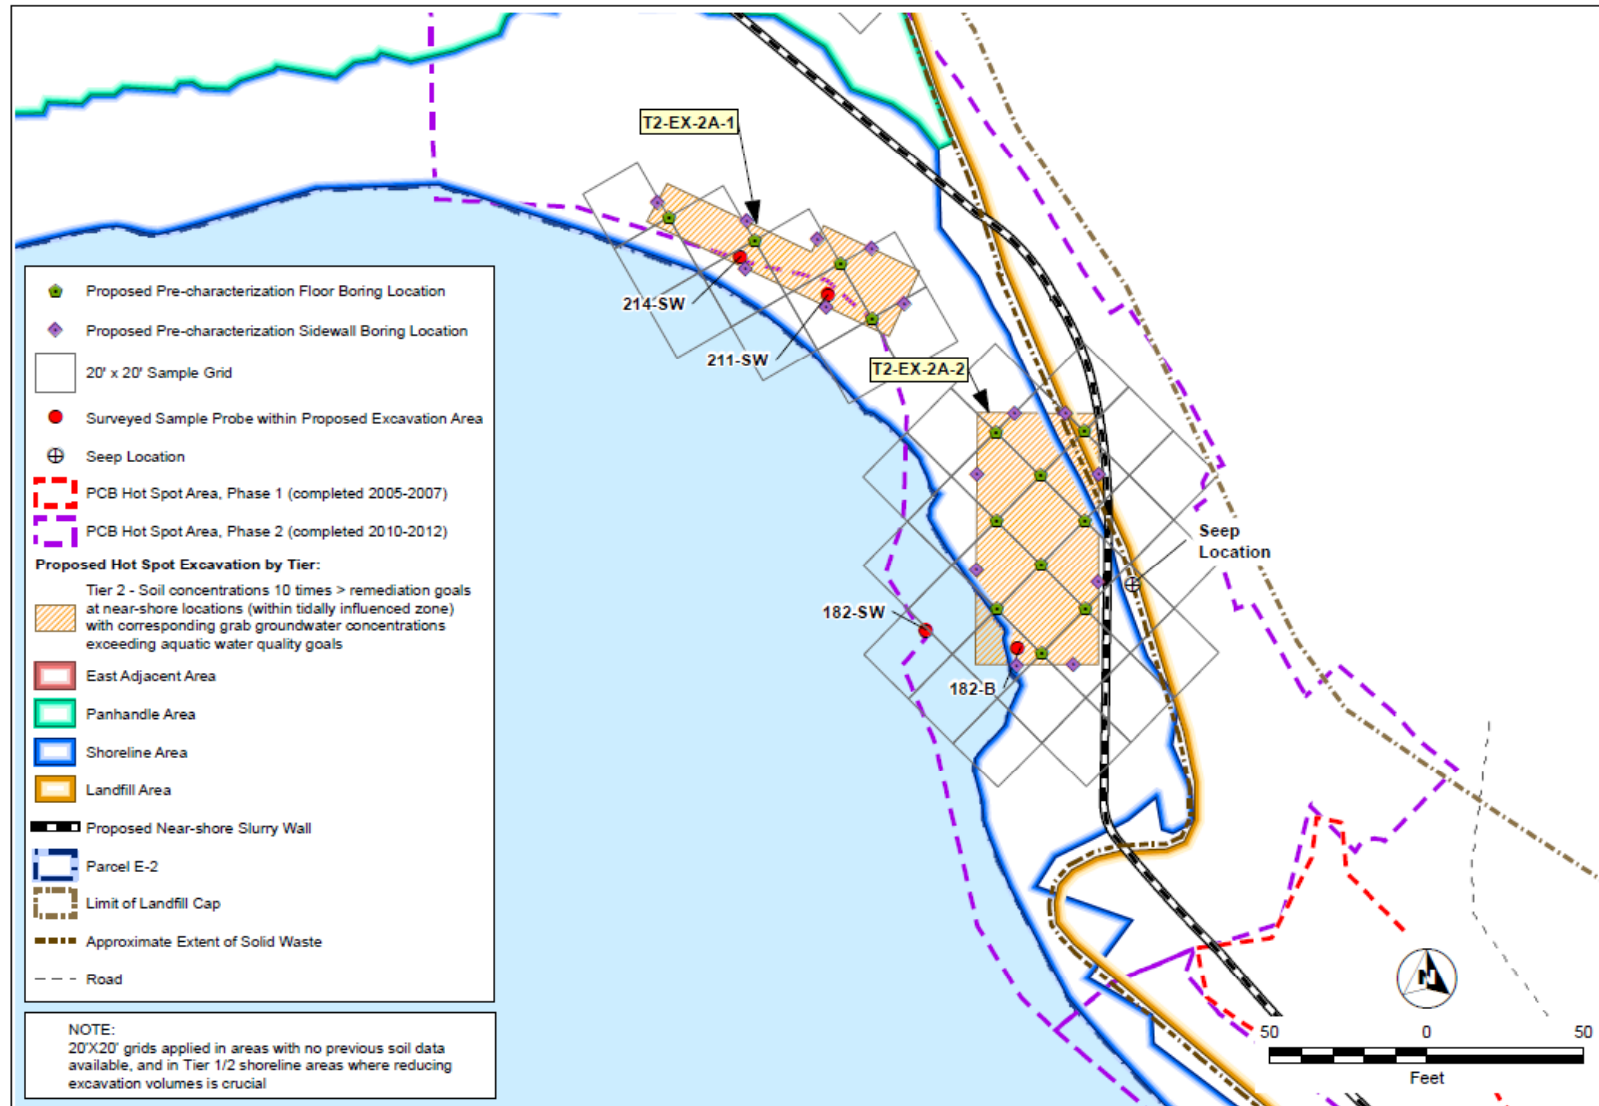 T2-EX-2A-1
214-SW
211-SW
T2-EX-2A-2
Seep
Location
182-SW
182-B
Proposed Pre-characterization Floor Boring Location
Proposed Pre-characterization Sidewall Boring Location
20' x 20' Sample Grid
Surveyed Sample Probe within Proposed Excavation Area
Seep Location
PCB Hot Spot Area, Phase 1 (completed 2005-2007)
PCB Hot Spot Area, Phase 2 (completed 2010-2012)
Proposed Hot Spot Excavation by Tier:
Tier 2 - Soil concentrations 10 times > remediation goals
at near-shore locations (within tidally influenced zone)
with corresponding grab groundwater concentrations
exceeding aquatic water quality goals
East Adjacent Area
Panhandle Area
Shoreline Area
Landfill Area
Proposed Near-shore Slurry Wall
Parcel E-2
Limit of Landfill Cap
Approximate Extent of Solid Waste
Road
NOTE:
20'X20' grids applied in areas with no previous soil data
available, and in Tier 1/2 shoreline areas where reducing
excavation volumes is crucial
N
50 0 50
Feet